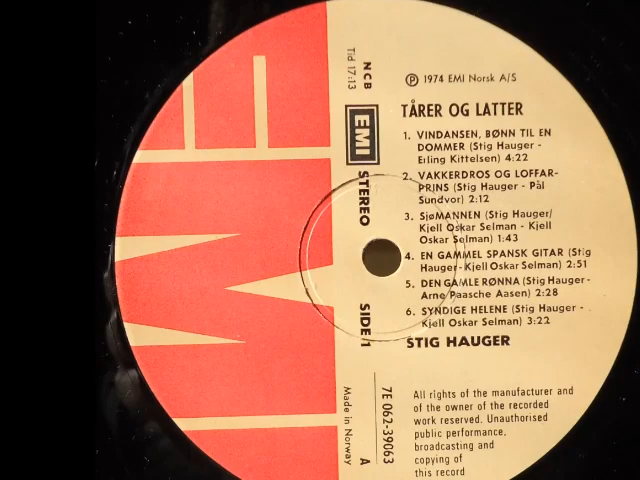 ℗ 1974 EMI Norsk A/S
TÅRER OG LATTER
1. VINDANSEN, BØNN TIL EN
DOMMER (Stig Hauger -
Erling Kittelsen) 4:22
2. VAKKERDROS OG LOFFAR-
PRINS (Stig Hauger - Pål
Sundvor) 2:12
3. SjøMANNEN (Stig Hauger/
Kjell Oskar Selman - Kjell
Oskar Selman) 1:43
4. EN GAMMEL SPANSK GITAR (Stig
Hauger-Kjell Oskar Selman) 2:51
5. DEN GAMLE RØNNA (Stig Hauger-
Arne Paasche Aasen) 2:28
6. SYNDIGE HELENE (Stig Hauger -
Kjell Oskar Selman) 3:22
STIG HAUGER
All rights of the manufacturer and
of the owner of the recorded
work reserved. Unauthorised
public performance,
broadcasting and
copying of
this record
NCB
Tid 17:13
EMI
STEREO
SIDE 1
7E 062-39063
A
Made in Norway
EMI